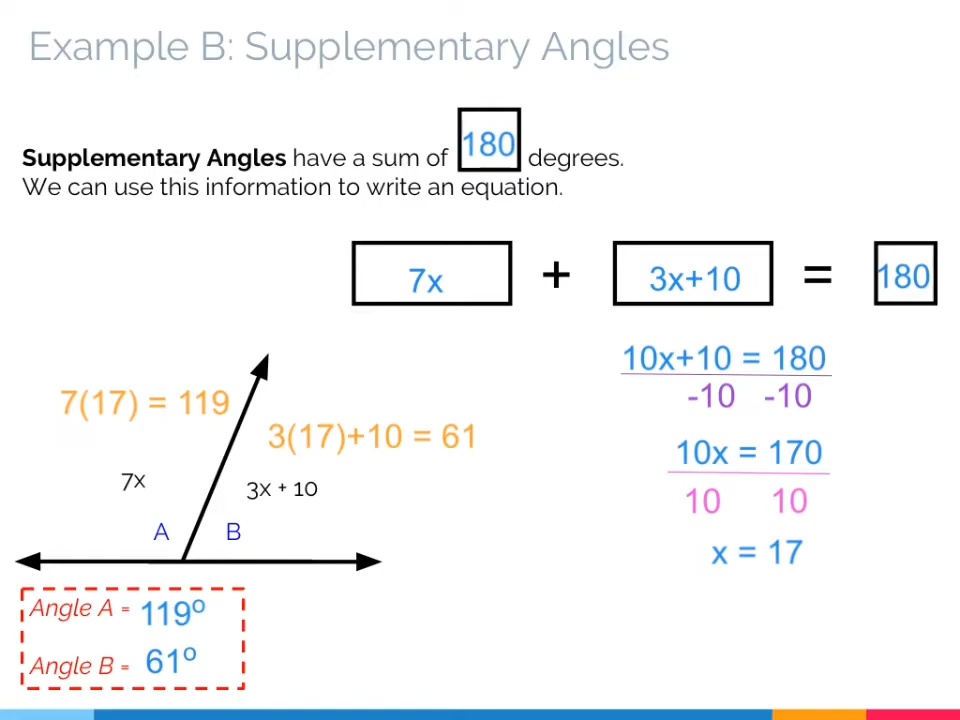 Example B: Supplementary Angles
Supplementary Angles have a sum of 180 degrees.
We can use this information to write an equation.
7x + 3x+10 = 180
10x+10 = 180
-10 -10
10x = 170
10 10
x = 17
7(17) = 119
3(17)+10 = 61
7x
3x + 10
A B
Angle A = 119º
Angle B = 61º